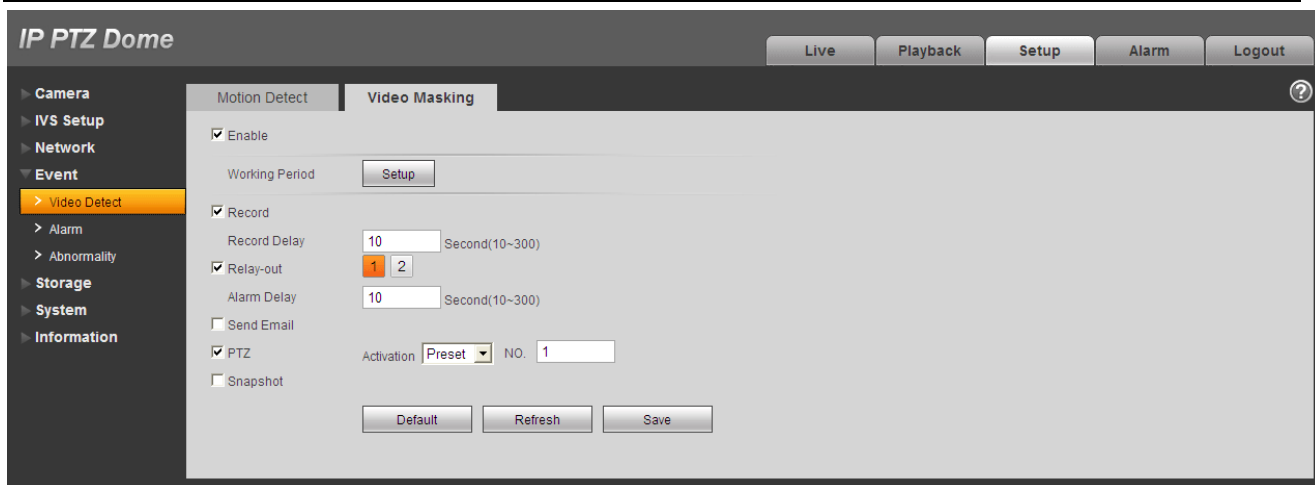 IP PTZ Dome
Live Playback Setup Alarm Logout
?
Camera
IVS Setup
Network
Event
> Video Detect
> Alarm
> Abnormality
Storage
System
Information
Motion Detect Video Masking
Enable
Working Period Setup
Record
Record Delay 10 Second(10~300)
Relay-out 1 2
Alarm Delay 10 Second(10~300)
Send Email
PTZ Activation Preset NO. 1
Snapshot
Default Refresh Save